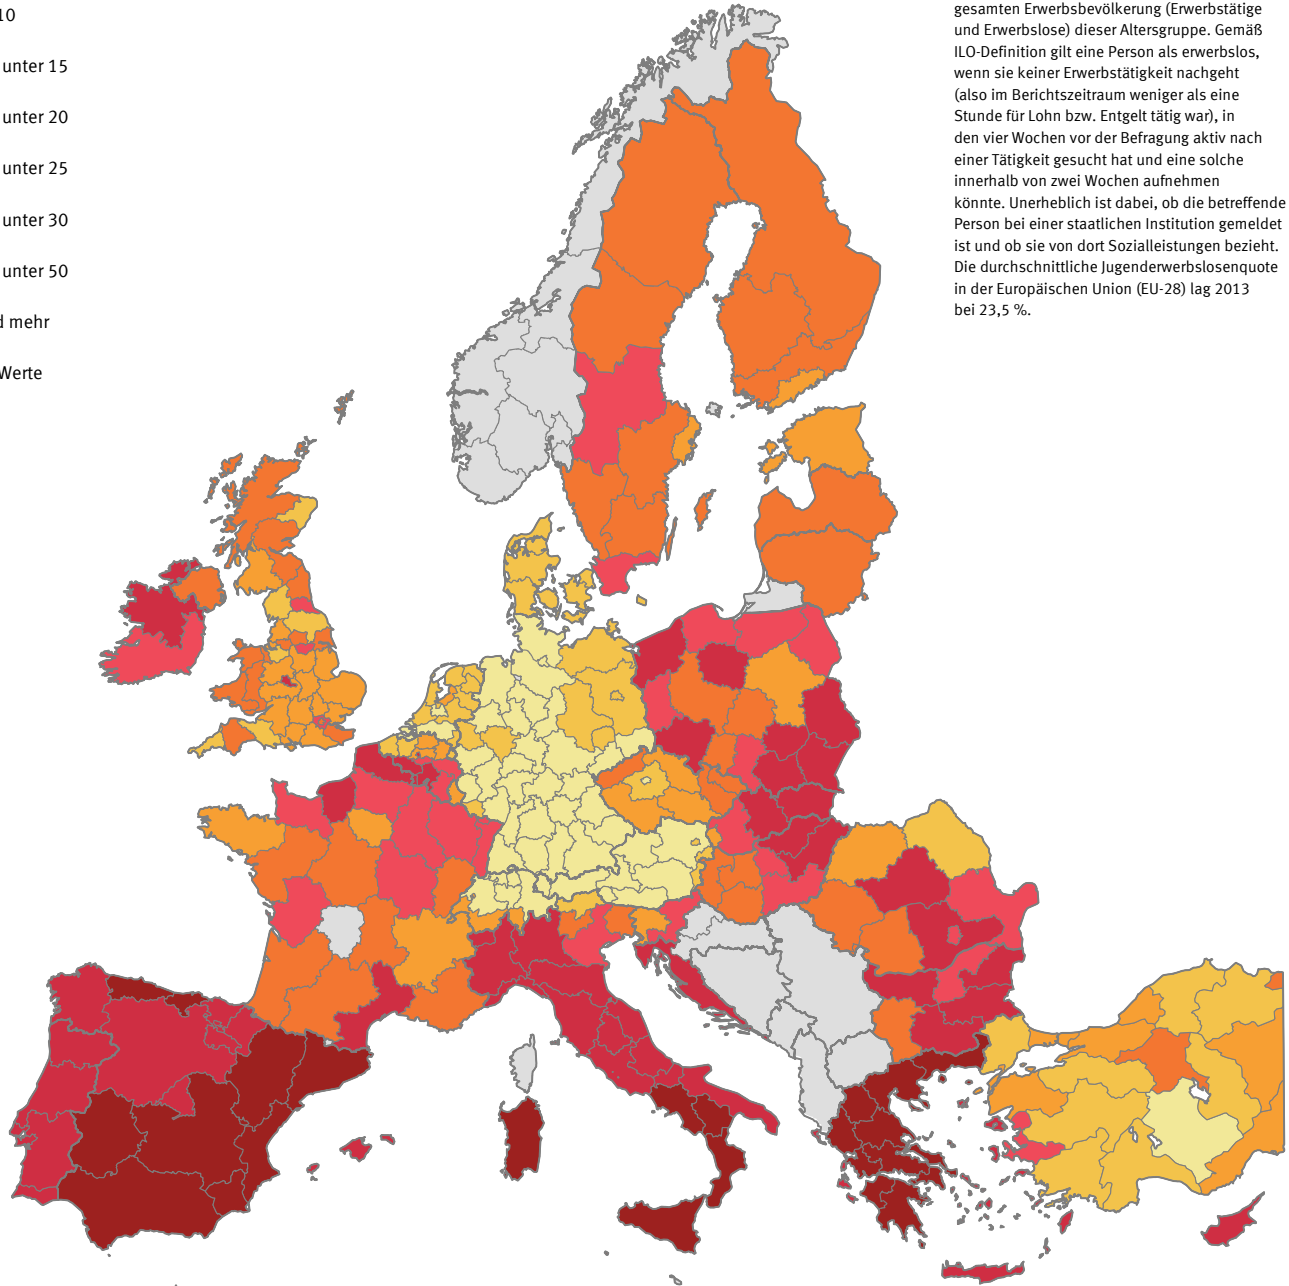 10
unter 15
unter 20
unter 25
unter 30
unter 50
mehr
Werte
gesamten Erwerbsbevölkerung (Erwerbstätige
und Erwerbslose) dieser Altersgruppe. Gemäß
ILO-Definition gilt eine Person als erwerbslos,
wenn sie keiner Erwerbstätigkeit nachgeht
(also im Berichtszeitraum weniger als eine
Stunde für Lohn bzw. Entgelt tätig war), in
den vier Wochen vor der Befragung aktiv nach
einer Tätigkeit gesucht hat und eine solche
innerhalb von zwei Wochen aufnehmen
könnte. Unerheblich ist dabei, ob die betreffende
Person bei einer staatlichen Institution gemeldet
ist und ob sie von dort Sozialleistungen bezieht.
Die durchschnittliche Jugenderwerbslosenquote
in der Europäischen Union (EU-28) lag 2013
bei 23,5 %.